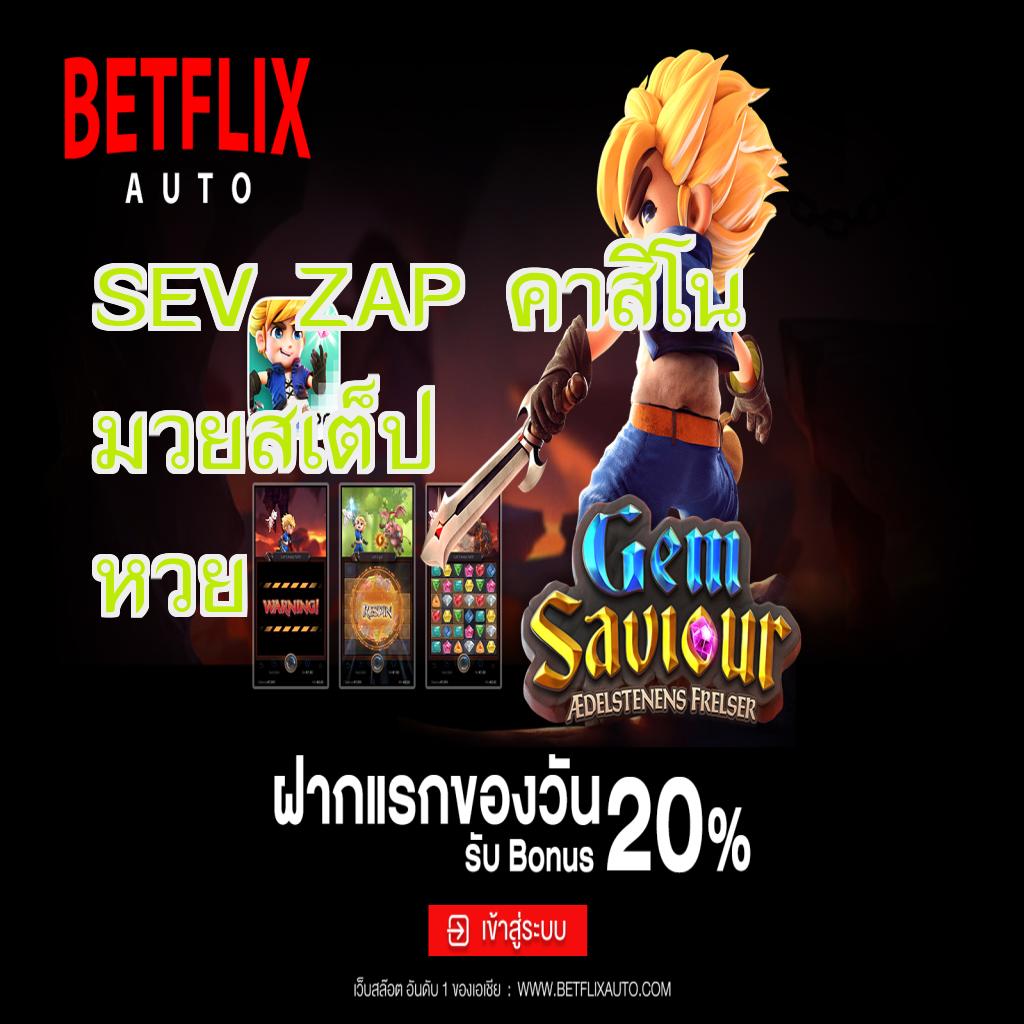 BETFLIX
AUTO
SEV ZAP คาสิโน
มวยสเต็ป
หวย
WARNING!
Gem
Saviour
ÆDELSTENENS FRELSER
ฝากแรกของวัน
รับ Bonus 20%
เข้าสู่ระบบ
เว็บสล๊อต อันดับ 1 ของเอเชีย : WWW.BETFLIXAUTO.COM